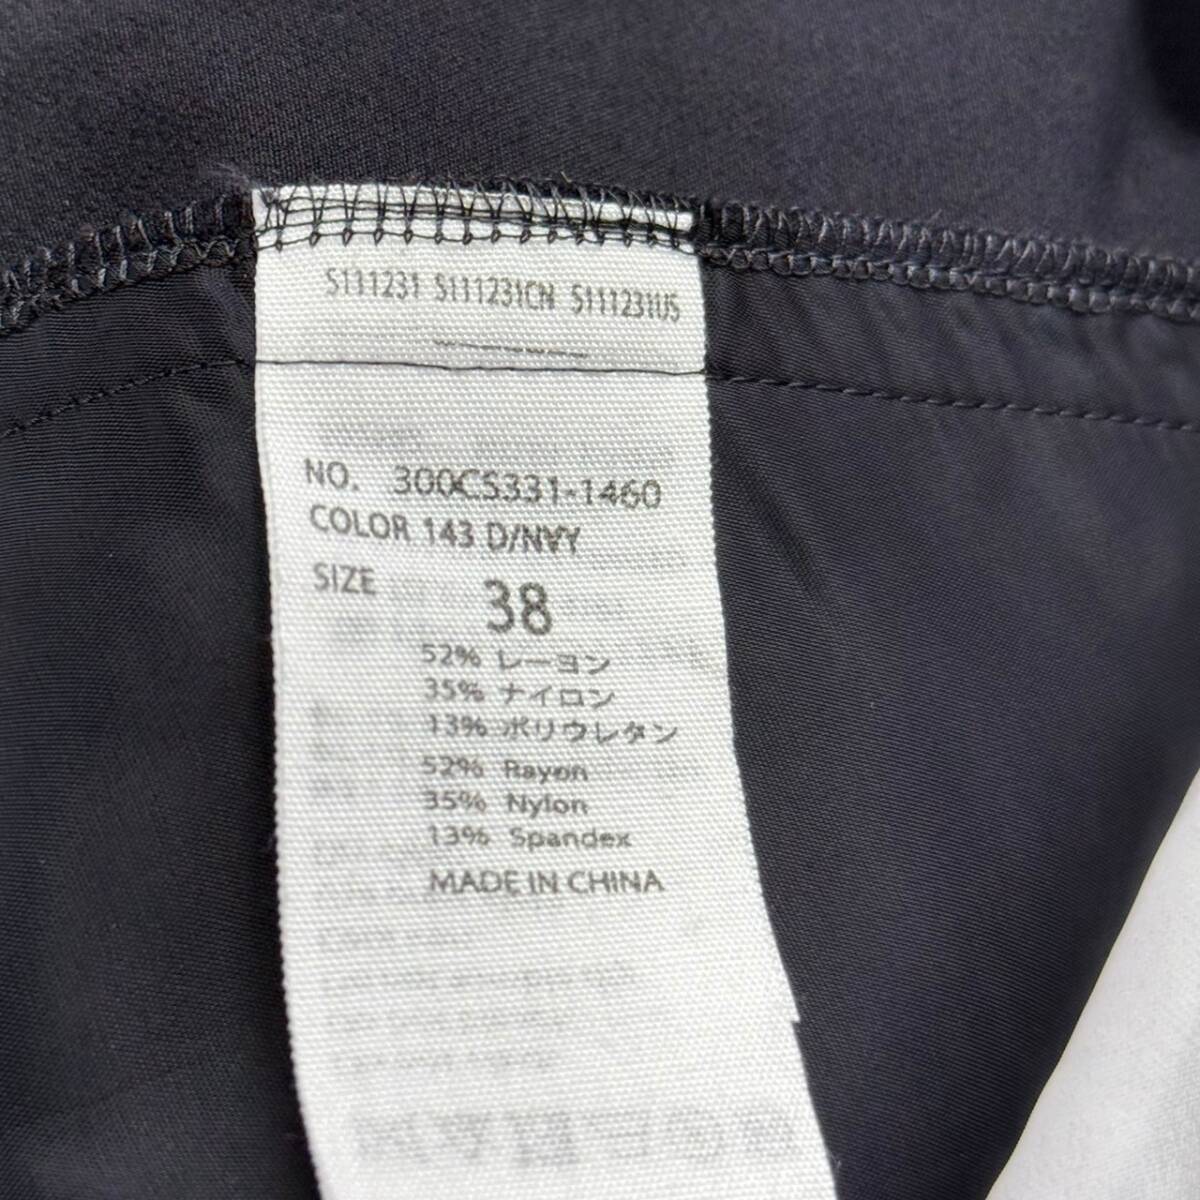 S111231 S111231CN S111231US
NO. 300CS331-1460
COLOR 143 D/NVY
SIZE 38
52% レーヨン
35% ナイロン
13% ポリウレタン
52% Rayon
35% Nylon
13% Spandex
MADE IN CHINA